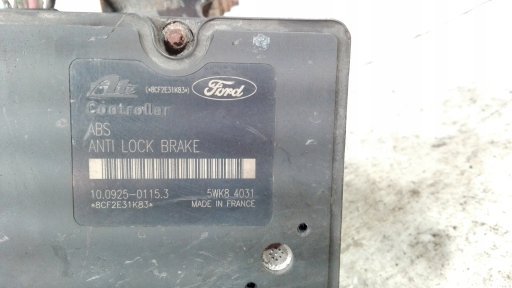 Ate (*8CF2E31K83*) Ford
Controller
ABS
ANTI LOCK BRAKE
10.0925-0115.3 5WK8 4031
*8CF2E31K83* MADE IN FRANCE